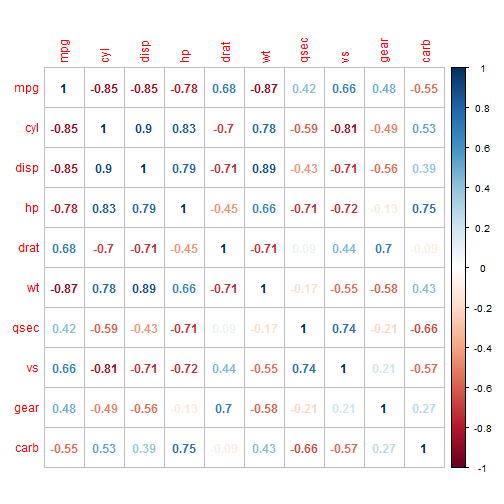 mpg cyl disp hp drat wt qsec vs gear carb
mpg 1 -0.85 -0.85 -0.78 0.68 -0.87 0.42 0.66 0.48 -0.55
cyl -0.85 1 0.9 0.83 -0.7 0.78 -0.59 -0.81 -0.49 0.53
disp -0.85 0.9 1 0.79 -0.71 0.89 -0.43 -0.71 -0.56 0.39
hp -0.78 0.83 0.79 1 -0.45 0.66 -0.71 -0.72 -0.13 0.75
drat 0.68 -0.7 -0.71 -0.45 1 -0.71 0.09 0.44 0.7 -0.09
wt -0.87 0.78 0.89 0.66 -0.71 1 -0.17 -0.55 -0.58 0.43
qsec 0.42 -0.59 -0.43 -0.71 0.09 -0.17 1 0.74 -0.21 -0.66
vs 0.66 -0.81 -0.71 -0.72 0.44 -0.55 0.74 1 0.21 -0.57
gear 0.48 -0.49 -0.56 -0.13 0.7 -0.58 -0.21 0.21 1 0.27
carb -0.55 0.53 0.39 0.75 -0.09 0.43 -0.66 -0.57 0.27 1
1
0.8
0.6
0.4
0.2
0
-0.2
-0.4
-0.6
-0.8
-1